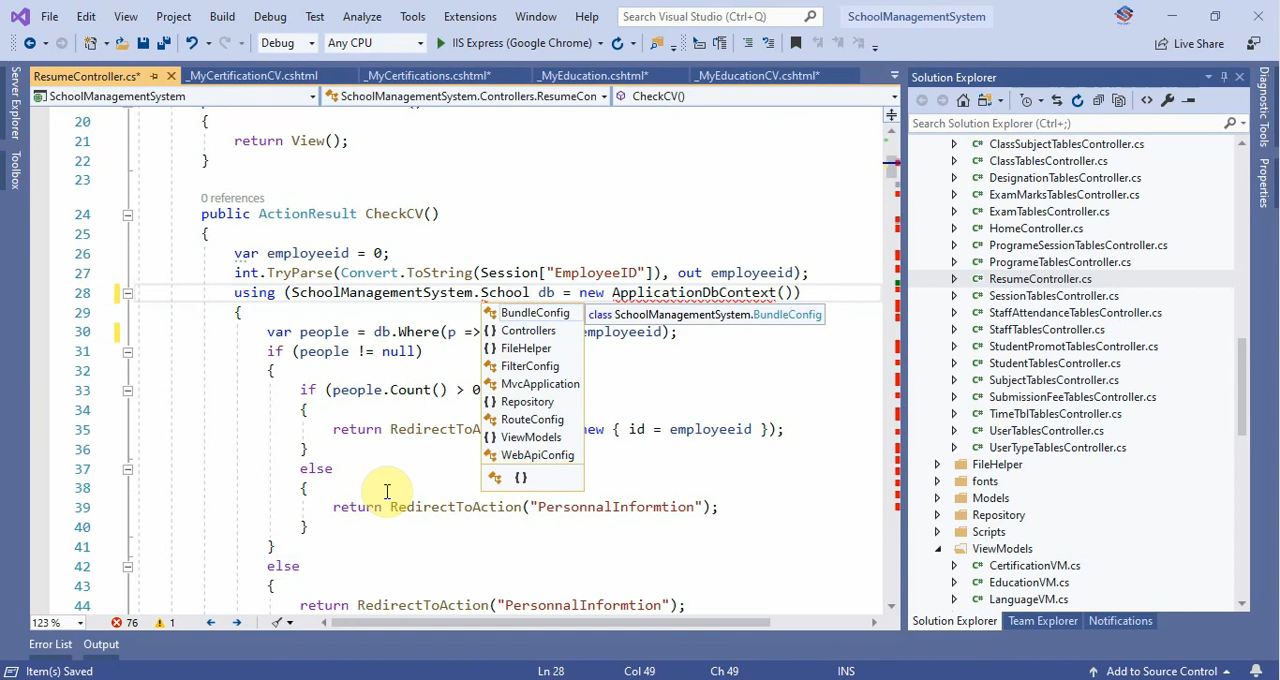 File Edit View Project Build Debug Test Analyze Tools Extensions Window Help Search Visual Studio (Ctrl+Q) SchoolManagementSystem
Debug Any CPU IIS Express (Google Chrome) Live Share
ResumeController.cs* _MyCertificationCV.cshtml _MyCertifications.cshtml* _MyEducation.cshtml* _MyEducationCV.cshtml*
SchoolManagementSystem SchoolManagementSystem.Controllers.ResumeCon CheckCV()
20 {
21 return View();
22 }
23
0 references
24 public ActionResult CheckCV()
25 {
26 var employeeid = 0;
27 int.TryParse(Convert.ToString(Session["EmployeeID"]), out employeeid);
28 using (SchoolManagementSystem.School db = new ApplicationDbContext())
29 {
30 var people = db.Where(p => employeeid);
31 if (people != null)
32 {
33 if (people.Count() > 0
34 {
35 return RedirectToA new { id = employeeid });
36 }
37 else
38 {
39 return RedirectToAction("PersonnalInformtion");
40 }
41 }
42 else
43 {
44 return RedirectToAction("PersonnalInformtion");
BundleConfig
Controllers
FileHelper
FilterConfig
MvcApplication
Repository
RouteConfig
ViewModels
WebApiConfig
{}
class SchoolManagementSystem.BundleConfig
123 % 76 1
Server Explorer
Toolbox
Solution Explorer
Search Solution Explorer (Ctrl+;)
ClassSubjectTablesController.cs
ClassTablesController.cs
DesignationTablesController.cs
ExamMarksTablesController.cs
ExamTablesController.cs
HomeController.cs
ProgrameSessionTablesController.cs
ProgrameTablesController.cs
ResumeController.cs
SessionTablesController.cs
StaffAttendanceTablesController.cs
StaffTablesController.cs
StudentPromotTablesController.cs
StudentTablesController.cs
SubjectTablesController.cs
SubmissionFeeTablesController.cs
TimeTblTablesController.cs
UserTablesController.cs
UserTypeTablesController.cs
FileHelper
fonts
Models
Repository
Scripts
ViewModels
CertificationVM.cs
EducationVM.cs
LanguageVM.cs
Solution Explorer Team Explorer Notifications
Diagnostic Tools
Properties
Error List Output
Item(s) Saved Ln 28 Col 49 Ch 49 INS Add to Source Control